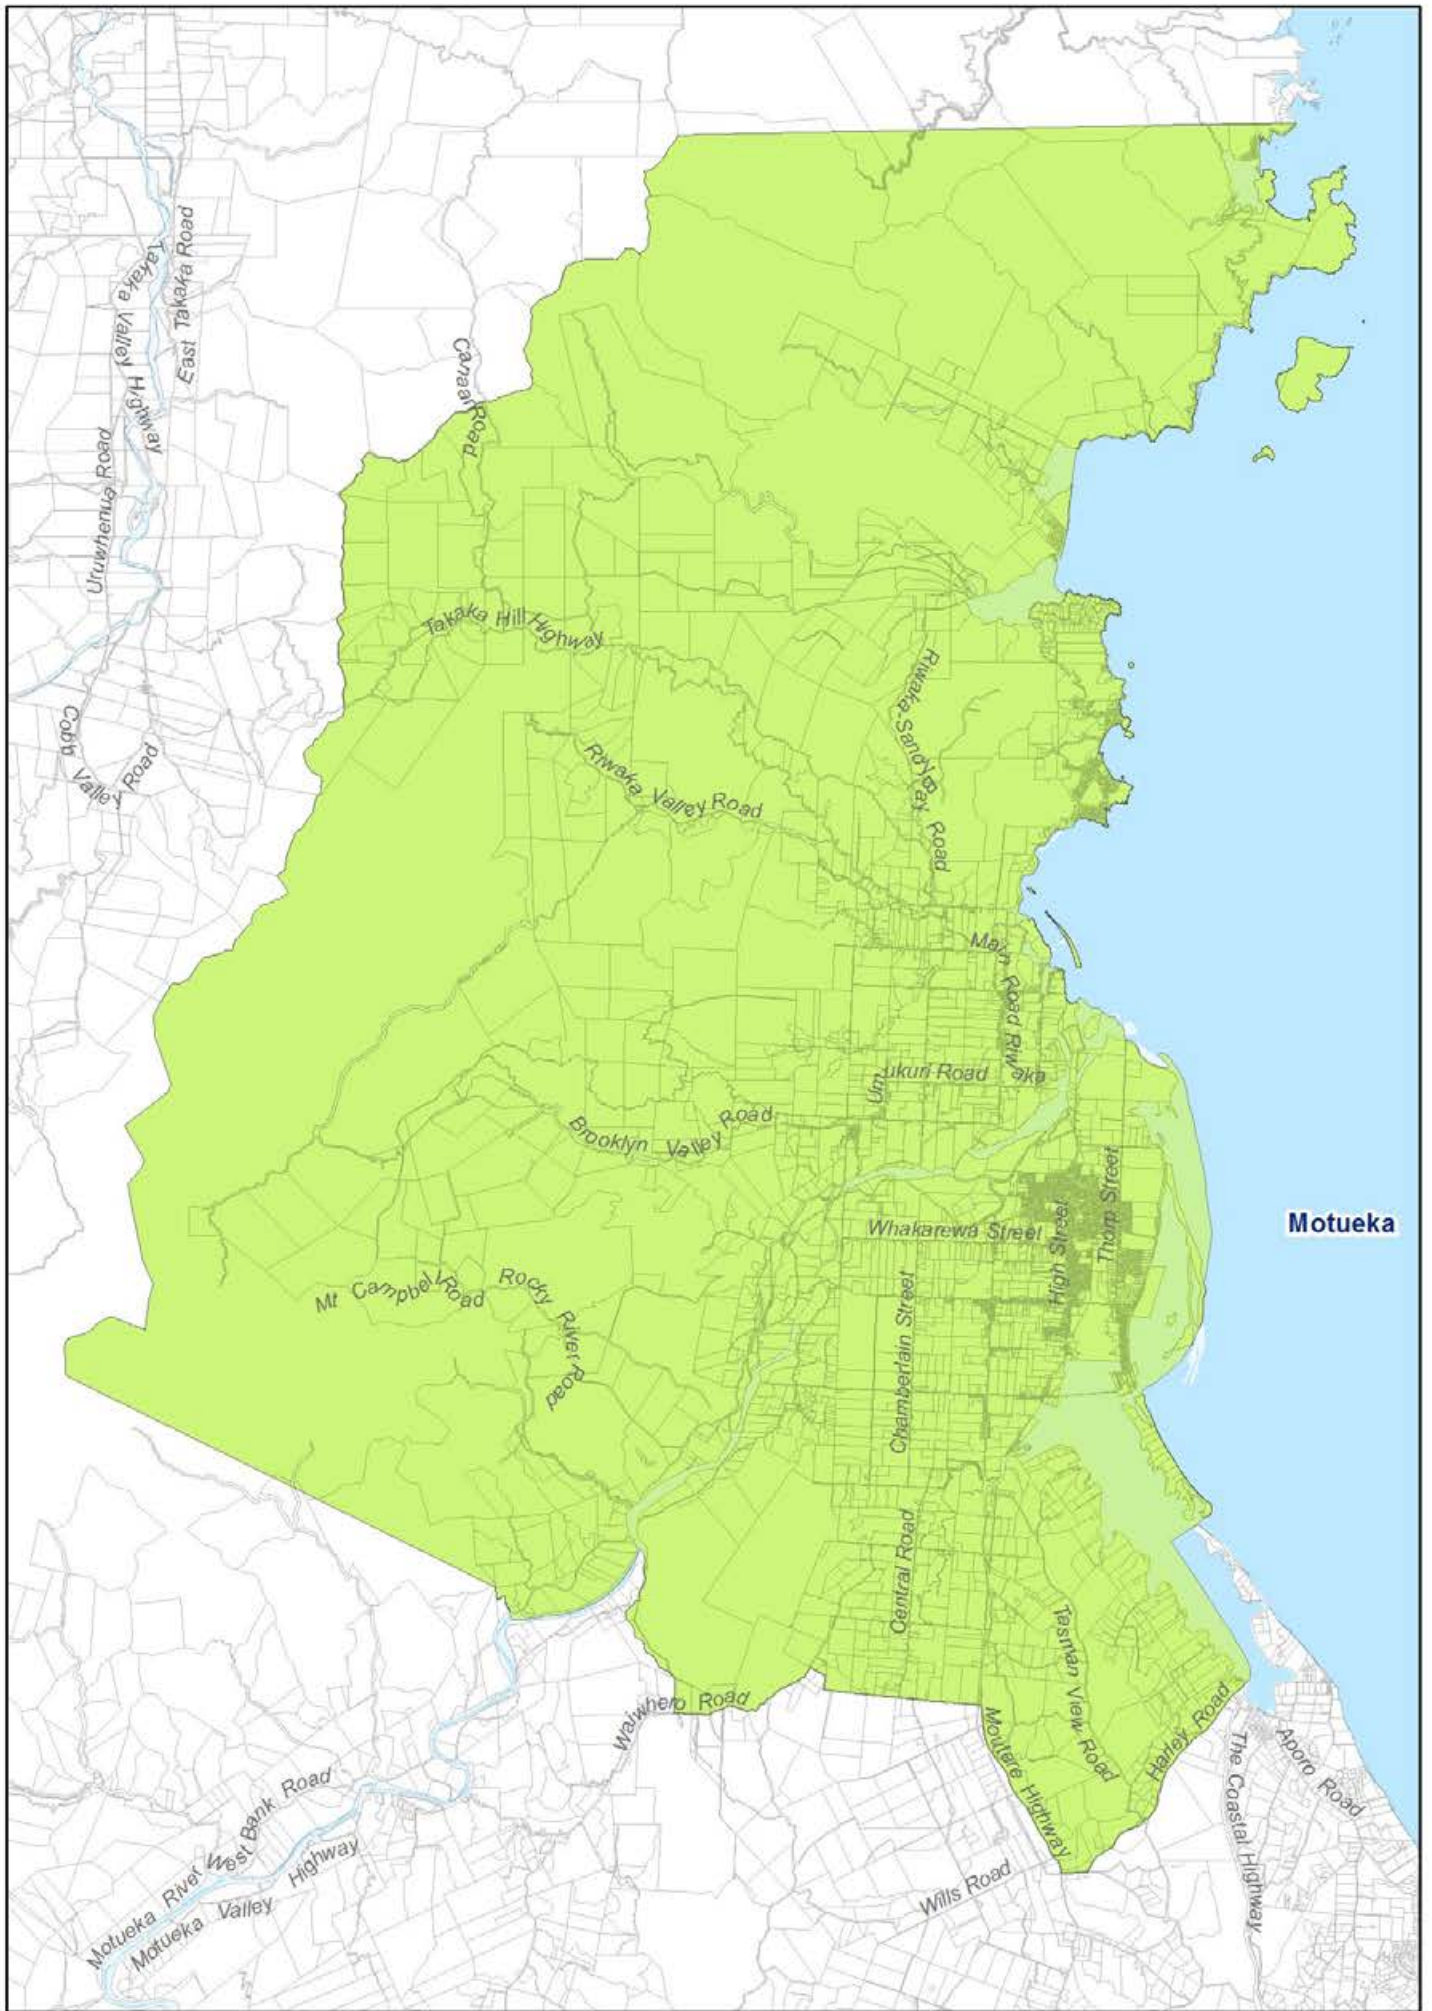 East Takaka Road
Takaka Valley Highway
Canaan Road
Uruwhenua Road
Takaka Hill Highway
Riwaka-Sandy Bay Road
Cobb Valley Road
Riwaka Valley Road
Main Road Riwaka
Umukuri Road
Brooklyn Valley Road
Thorp Street
Motueka
Whakarewa Street
High Street
Mt Campbell Road
Rocky River Road
Chamberlain Street
Central Road
Tasman View Road
Waiwhero Road
Moutere Highway
Harley Road
The Coastal Highway
Aporo Road
Motueka River West Bank Road
Motueka Valley Highway
Wills Road